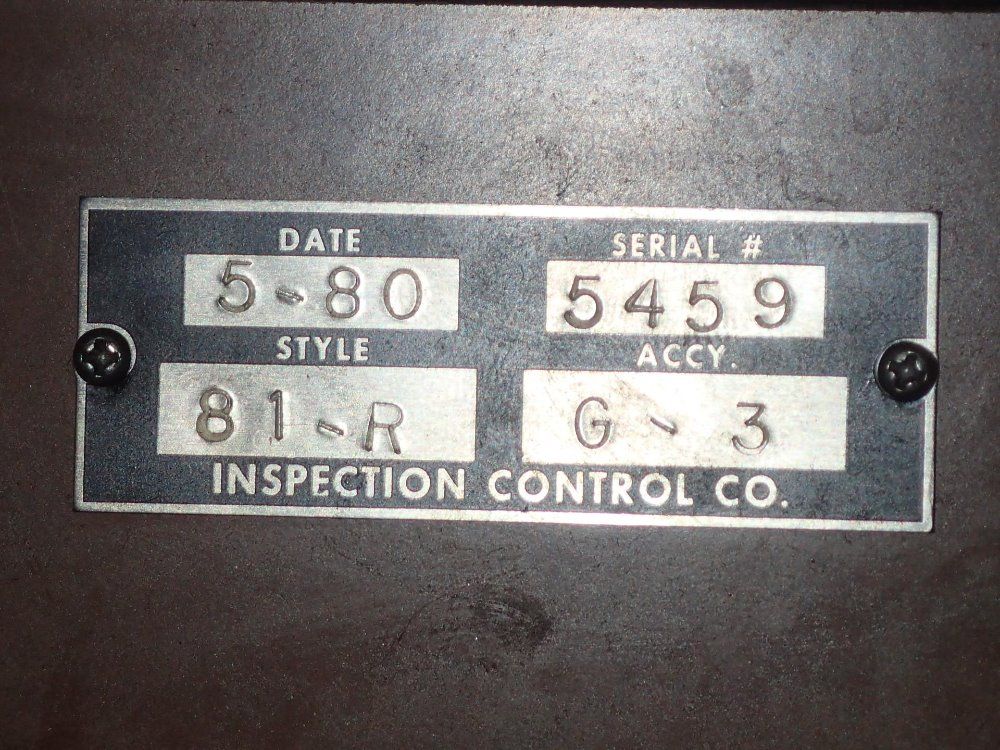 DATE SERIAL #
5-80 5459
STYLE ACCY.
81-R G-3
INSPECTION CONTROL CO.